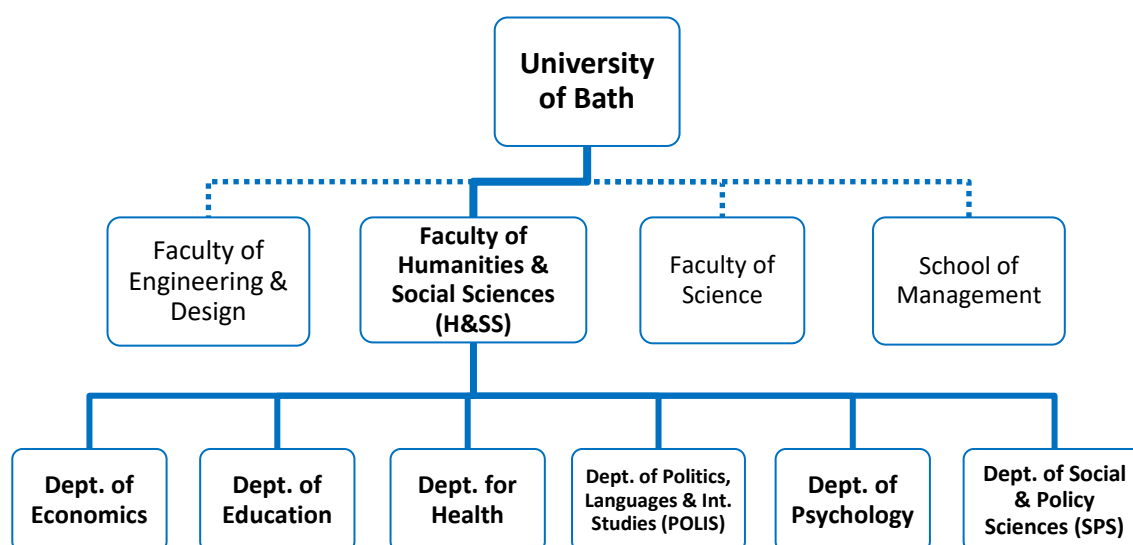 University
of Bath
Faculty of
Engineering &
Design
Faculty of
Humanities &
Social Sciences
(H&SS)
Faculty of
Science
School of
Management
Dept. of
Economics
Dept. of
Education
Dept. for
Health
Dept. of Politics,
Languages & Int.
Studies (POLIS)
Dept. of
Psychology
Dept. of Social
& Policy
Sciences (SPS)